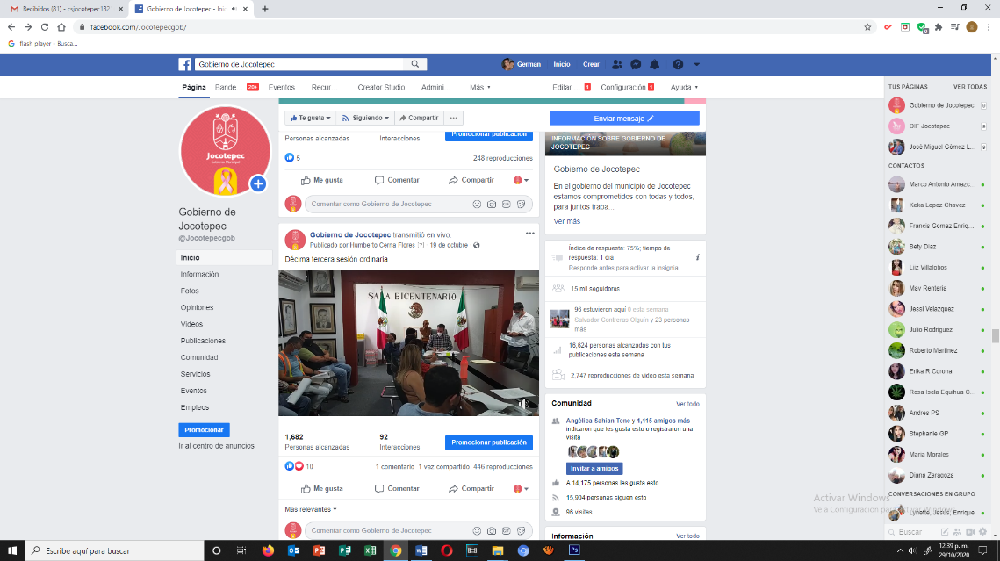 Recibidos (81) - csjocotepec1821
Gobierno de Jocotepec - Inic
facebook.com/Jocotepecgob/
flash player - Busca...
Gobierno de Jocotepec
German
Inicio
Crear
Página
Bande...
20+
Eventos
Recur...
Creator Studio
Admini...
Más
Editar ...
1
Configuración
1
Ayuda
Jocotepec
Gobierno Municipal
Gobierno de
Jocotepec
@Jocotepecgob
Inicio
Información
Fotos
Opiniones
Videos
Publicaciones
Comunidad
Servicios
Eventos
Empleos
Promocionar
Ir al centro de anuncios
Te gusta
Siguiendo
Compartir
Personas alcanzadas
Interacciones
Promocionar publicación
5
248 reproducciones
Me gusta
Comentar
Compartir
Comentar como Gobierno de Jocotepec
Gobierno de Jocotepec transmitió en vivo.
Publicado por Humberto Cerna Flores [?] · 19 de octubre ·
Décima tercera sesión ordinaria
SALA BICENTENARIO
1,682
Personas alcanzadas
92
Interacciones
Promocionar publicación
10
1 comentario 1 vez compartido 446 reproducciones
Me gusta
Comentar
Compartir
Más relevantes
Comentar como Gobierno de Jocotepec
Enviar mensaje
INFORMACIÓN SOBRE GOBIERNO DE
JOCOTEPEC
Gobierno de Jocotepec
En el gobierno del municipio de Jocotepec
estamos comprometidos con todas y todos,
para juntos traba...
Ver más
Índice de respuesta: 75%; tiempo de
respuesta: 1 día
Responde antes para activar la insignia
15 mil seguidores
96 estuvieron aquí 0 esta semana
Salvador Contreras Olguin y 23 personas
más
16,624 personas alcanzadas con tus
publicaciones esta semana
2,747 reproducciones de video esta semana
Comunidad
Ver todo
Angélica Sahian Tene y 1,115 amigos más
indicaron que les gusta esto o registraron una
visita
Invitar a amigos
A 14,175 personas les gusta esto
15,904 personas siguen esto
96 visitas
Información
Ver todo
TUS PÁGINAS
VER TODAS
Gobierno de Jocotepec
DIF Jocotepec
José Miguel Gómez L...
CONTACTOS
Marco Antonio Amezc...
Keka Lopez Chavez
Francis Gomez Enriq...
Bety Diaz
Liiz Villalobos
May Renteria
Jessi Velazquez
Julio Rodriguez
Roberto Martinez
Erika R Corona
Rosa Isela Equihua C...
Andres PS
Stephanie GP
Maria Morales
Diana Zaragoza
CONVERSACIONES EN GRUPO
Lynette, Jesús, Enrique
Buscar
Activar Windows
Ve a Configuración para activar Windows.
Escribe aquí para buscar
12:39 p. m.
29/10/2020